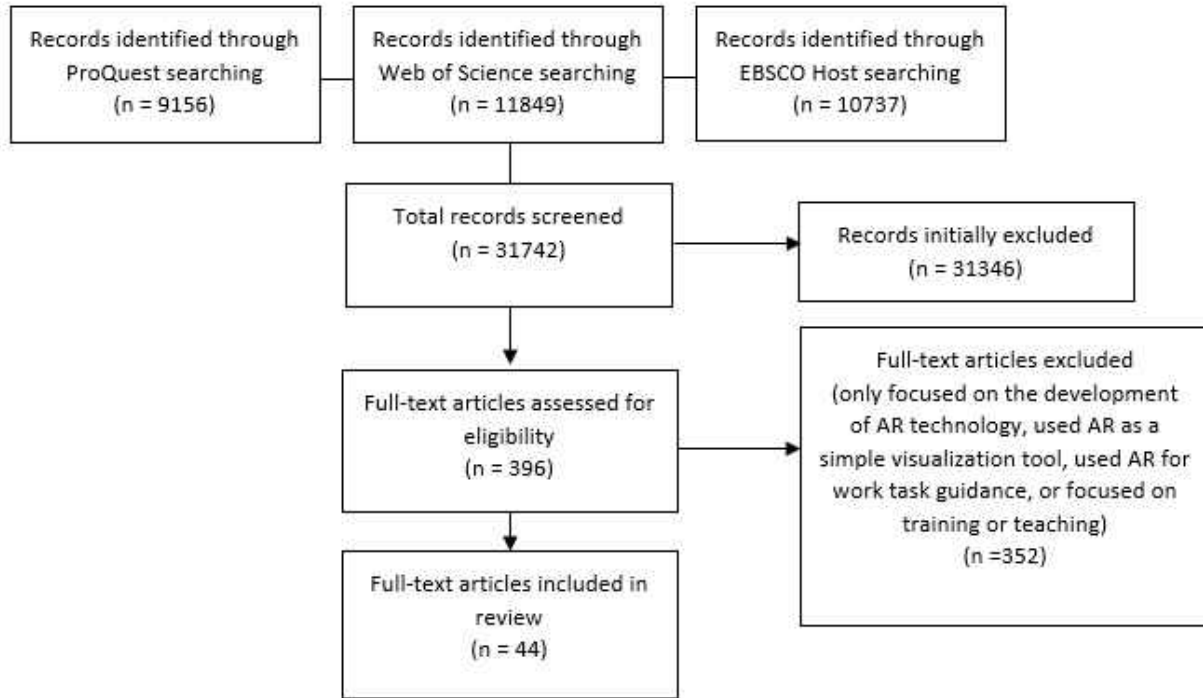 Records identified through
ProQuest searching
(n = 9156)
Records identified through
Web of Science searching
(n = 11849)
Records identified through
EBSCO Host searching
(n = 10737)
Total records screened
(n = 31742)
Records initially excluded
(n = 31346)
Full-text articles assessed for
eligibility
(n = 396)
Full-text articles excluded
(only focused on the development
of AR technology, used AR as a
simple visualization tool, used AR for
work task guidance, or focused on
training or teaching)
(n =352)
Full-text articles included in
review
(n = 44)